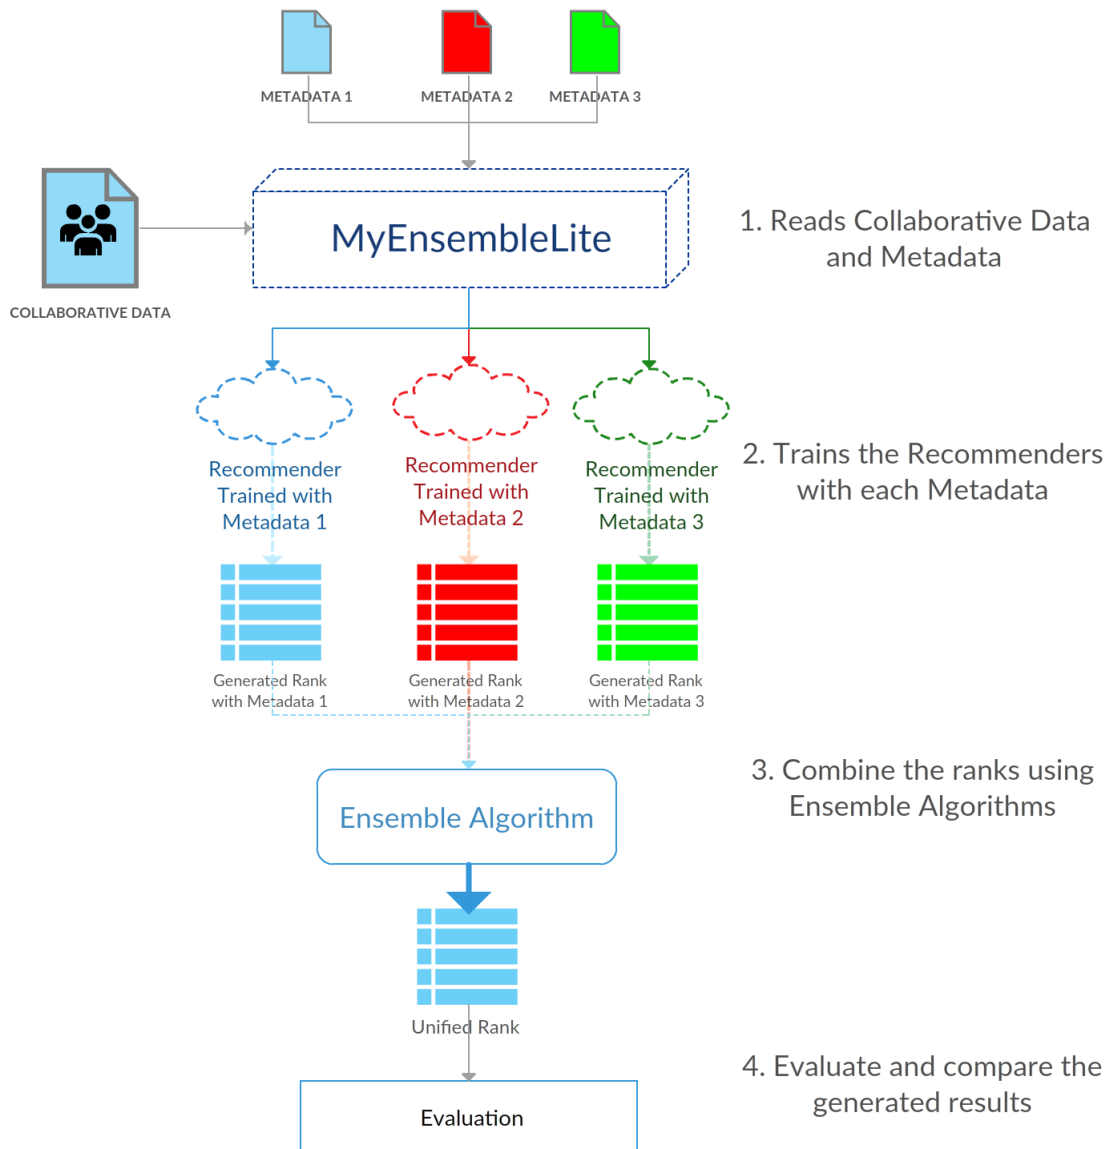 METADATA 1
METADATA 2
METADATA 3
MyEnsembleLite
1. Reads Collaborative Data
and Metadata
COLLABORATIVE DATA
Recommender
Trained with
Metadata 1
Recommender
Trained with
Metadata 2
Recommender
Trained with
Metadata 3
2. Trains the Recommenders
with each Metadata
Generated Rank
with Metadata 1
Generated Rank
with Metadata 2
Generated Rank
with Metadata 3
3. Combine the ranks using
Ensemble Algorithms
Ensemble Algorithm
Unified Rank
4. Evaluate and compare the
generated results
Evaluation